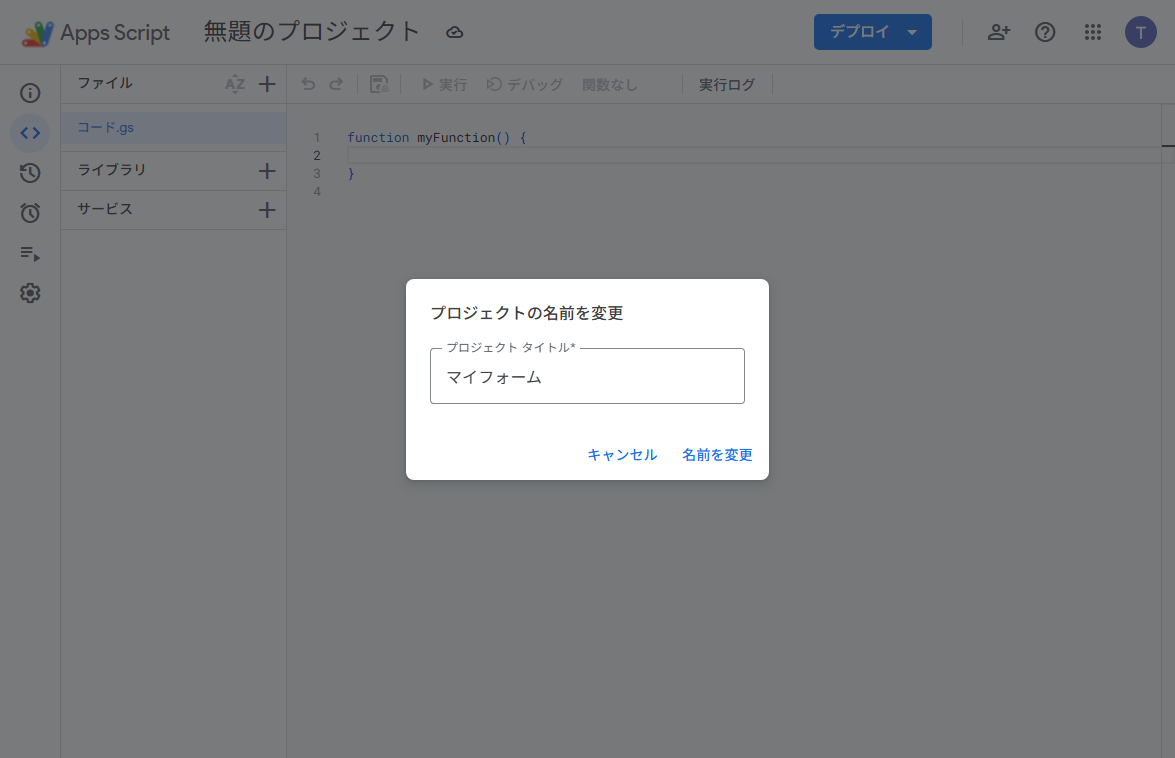 Apps Script 無題のプロジェクト デプロイ T
ファイル AZ 実行 デバッグ 関数なし 実行ログ
コード.gs
ライブラリ
サービス
1 function myFunction() {
2
3 }
4
プロジェクトの名前を変更
プロジェクト タイトル*
マイフォーム
キャンセル 名前を変更